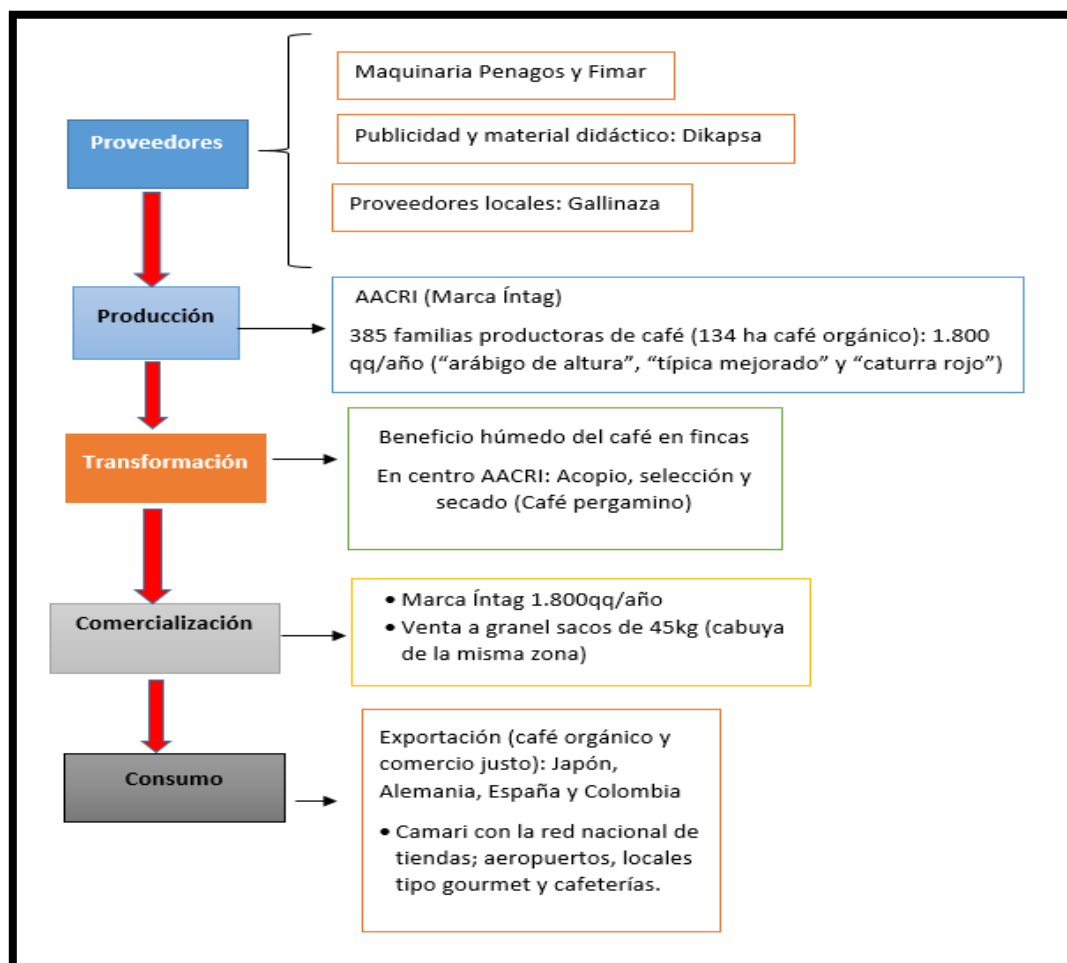 Proveedores
Maquinaria Penagos y Fimar
Publicidad y material didáctico: Dikapsa
Proveedores locales: Gallinaza
Producción
AACRI (Marca Íntag)
385 familias productoras de café (134 ha café orgánico): 1.800
qq/año (“arábigo de altura”, “típica mejorado” y “caturra rojo”)
Transformación
Beneficio húmedo del café en fincas
En centro AACRI: Acopio, selección y
secado (Café pergamino)
Comercialización
• Marca Íntag 1.800qq/año
• Venta a granel sacos de 45kg (cabuya
de la misma zona)
Consumo
Exportación (café orgánico y
comercio justo): Japón,
Alemania, España y Colombia
• Camari con la red nacional de
tiendas; aeropuertos, locales
tipo gourmet y cafeterías.